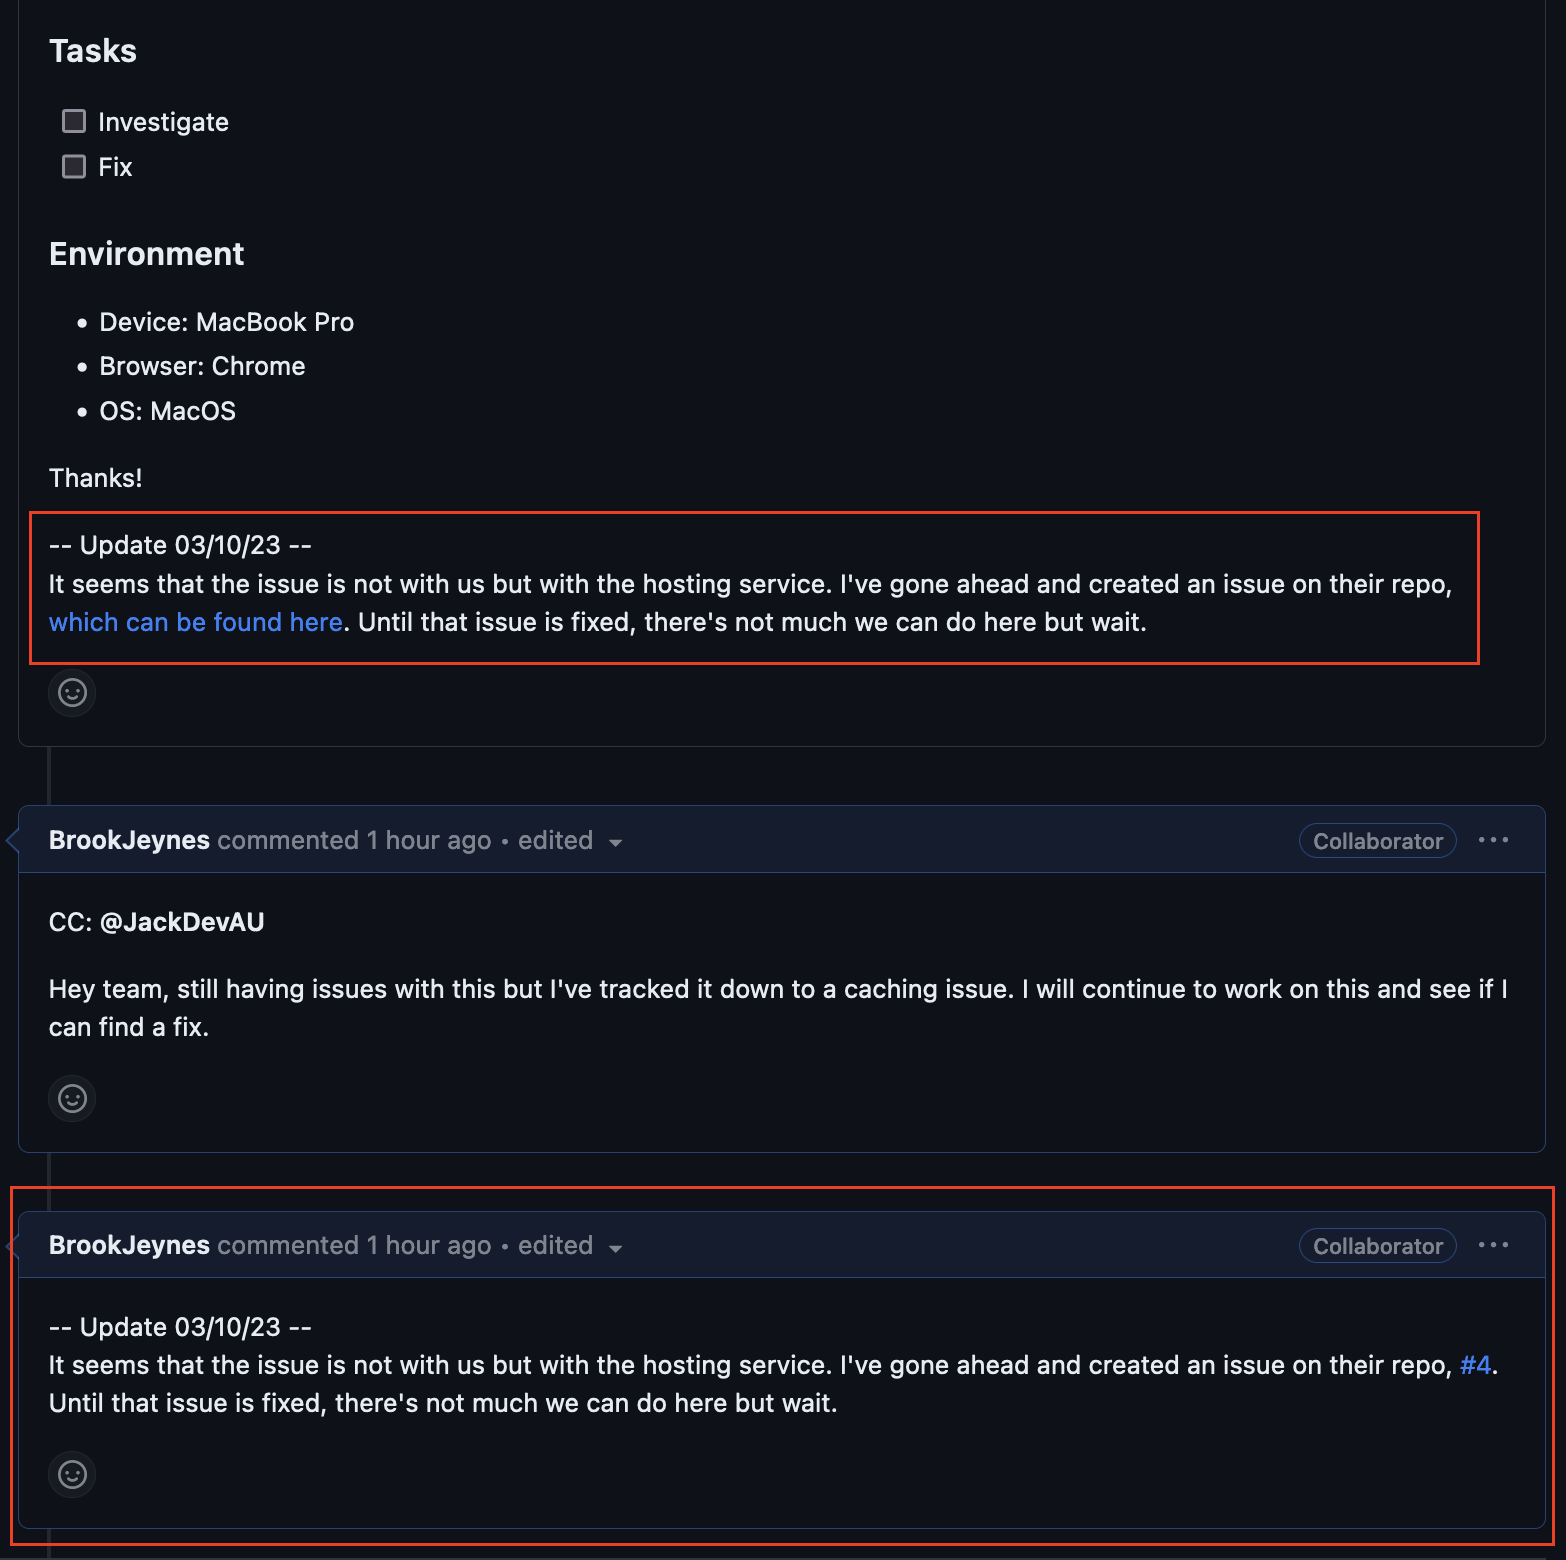 Tasks
Investigate
Fix
Environment
• Device: MacBook Pro
• Browser: Chrome
• OS: MacOS
Thanks!
-- Update 03/10/23 --
It seems that the issue is not with us but with the hosting service. I've gone ahead and created an issue on their repo,
which can be found here. Until that issue is fixed, there's not much we can do here but wait.
BrookJeynes commented 1 hour ago • edited
Collaborator
CC: @JackDevAU
Hey team, still having issues with this but I've tracked it down to a caching issue. I will continue to work on this and see if I
can find a fix.
BrookJeynes commented 1 hour ago • edited
Collaborator
-- Update 03/10/23 --
It seems that the issue is not with us but with the hosting service. I've gone ahead and created an issue on their repo, #4.
Until that issue is fixed, there's not much we can do here but wait.